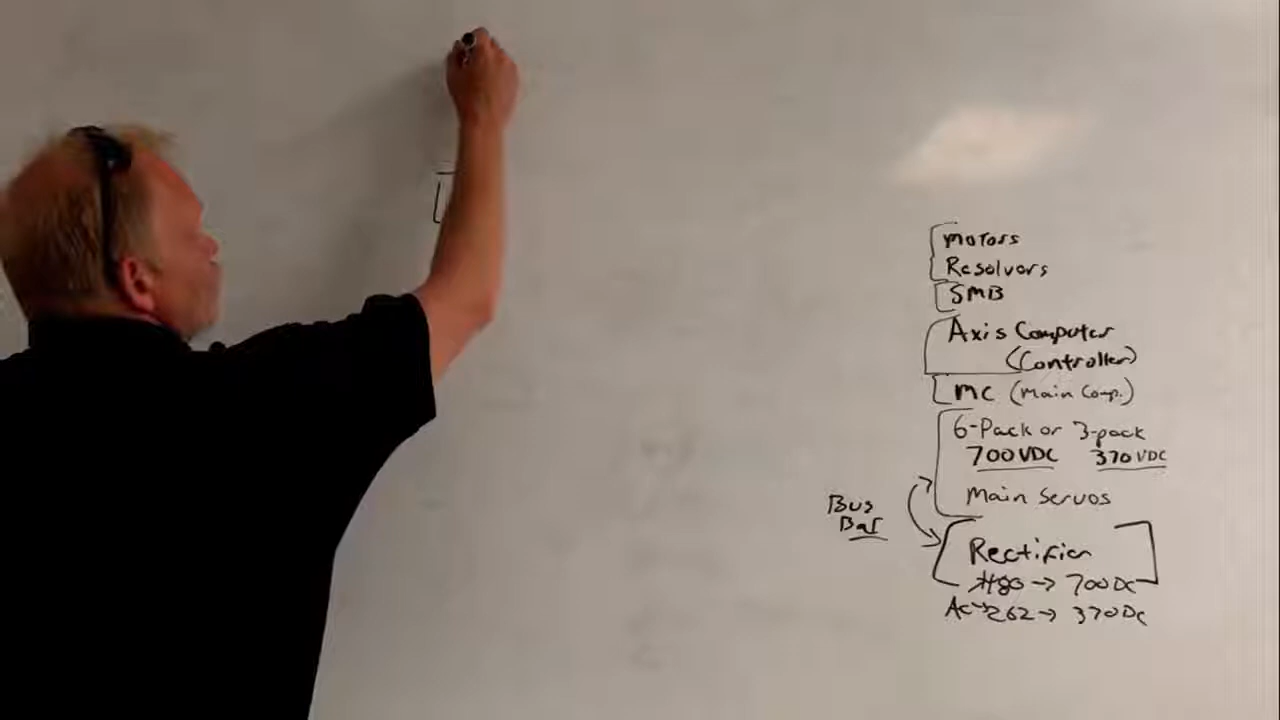 Motors
Resolvers
SMB
Axis Computer
(Controller)
MC (Main Comp.)
6-Pack or 3-pack
700VDC 370VDC
Main Servos
Bus
Bar
Rectifier
480 → 700DC
AC→262 → 370DC